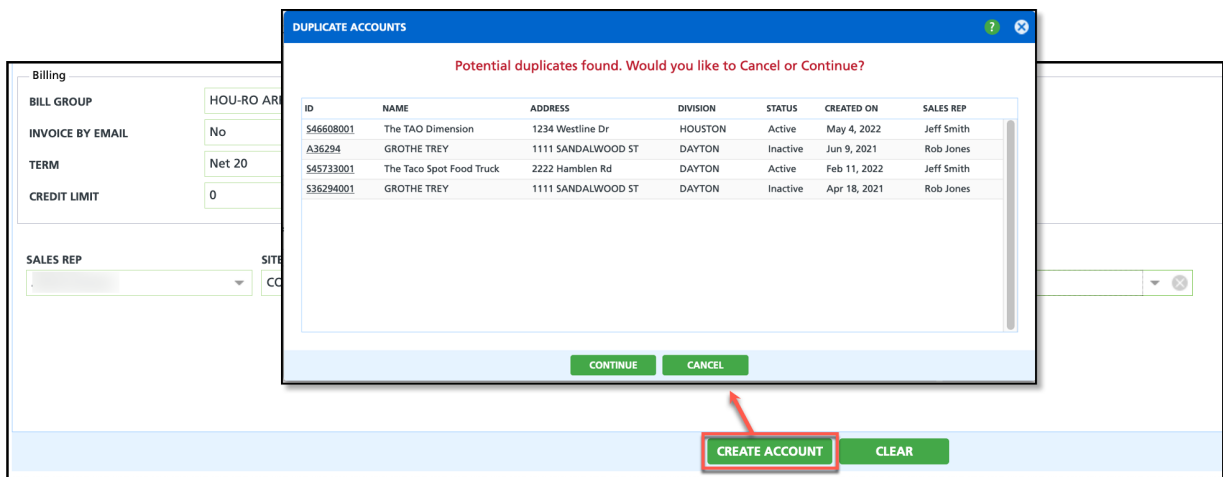 DUPLICATE ACCOUNTS ?
Potential duplicates found. Would you like to Cancel or Continue?
ID NAME ADDRESS DIVISION STATUS CREATED ON SALES REP
S46608001 The TAO Dimension 1234 Westline Dr HOUSTON Active May 4, 2022 Jeff Smith
A36294 GROTHE TREY 1111 SANDALWOOD ST DAYTON Inactive Jun 9, 2021 Rob Jones
S45733001 The Taco Spot Food Truck 2222 Hamblen Rd DAYTON Active Feb 11, 2022 Jeff Smith
S36294001 GROTHE TREY 1111 SANDALWOOD ST DAYTON Inactive Apr 18, 2021 Rob Jones
CONTINUE CANCEL
Billing
BILL GROUP HOU-RO
INVOICE BY EMAIL No
TERM Net 20
CREDIT LIMIT 0
SALES REP SITE
CREATE ACCOUNT CLEAR